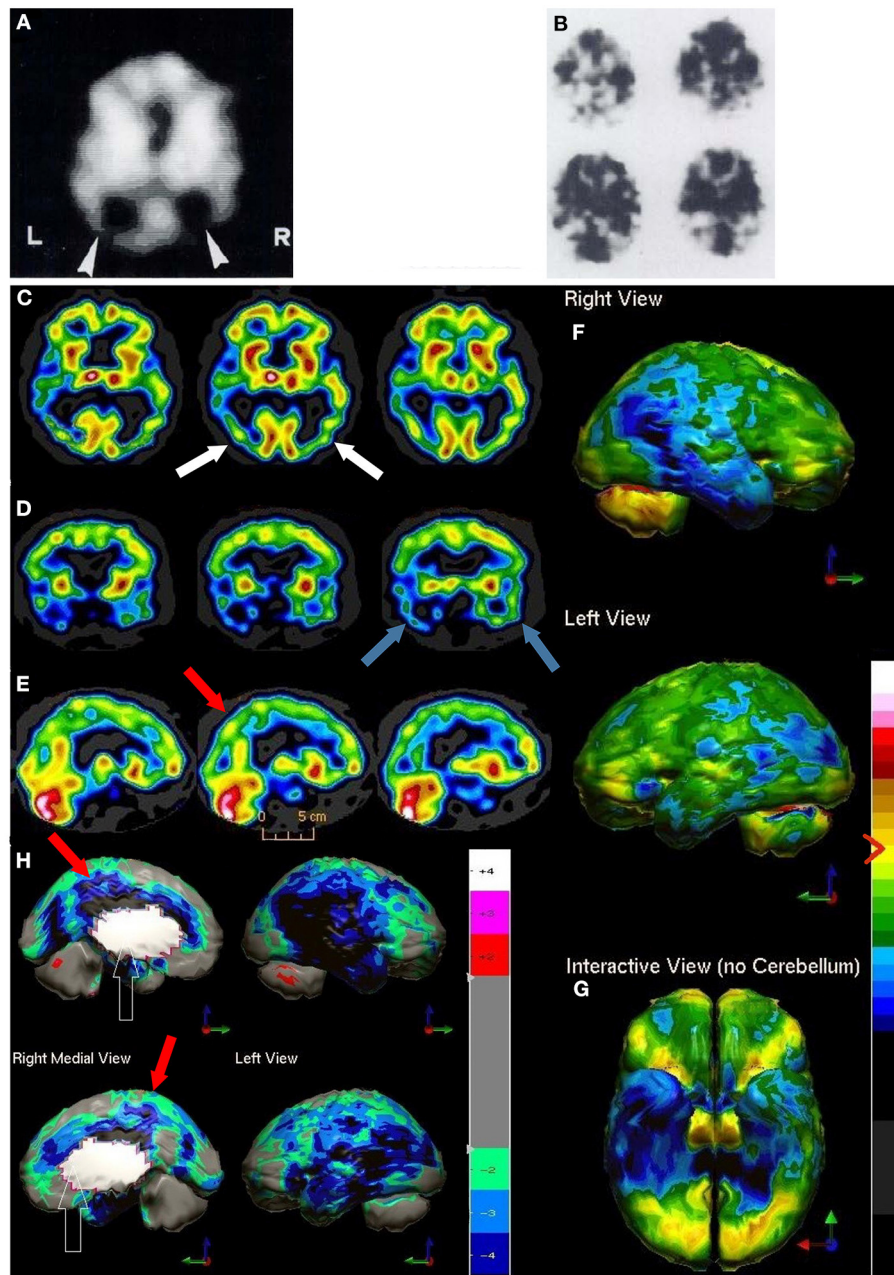 A
B
L
R
C
Right View
F
D
Left View
E
0 5 cm
H
+4
+3
+2
Interactive View (no Cerebellum)
G
Right Medial View
Left View
-2
-3
-4